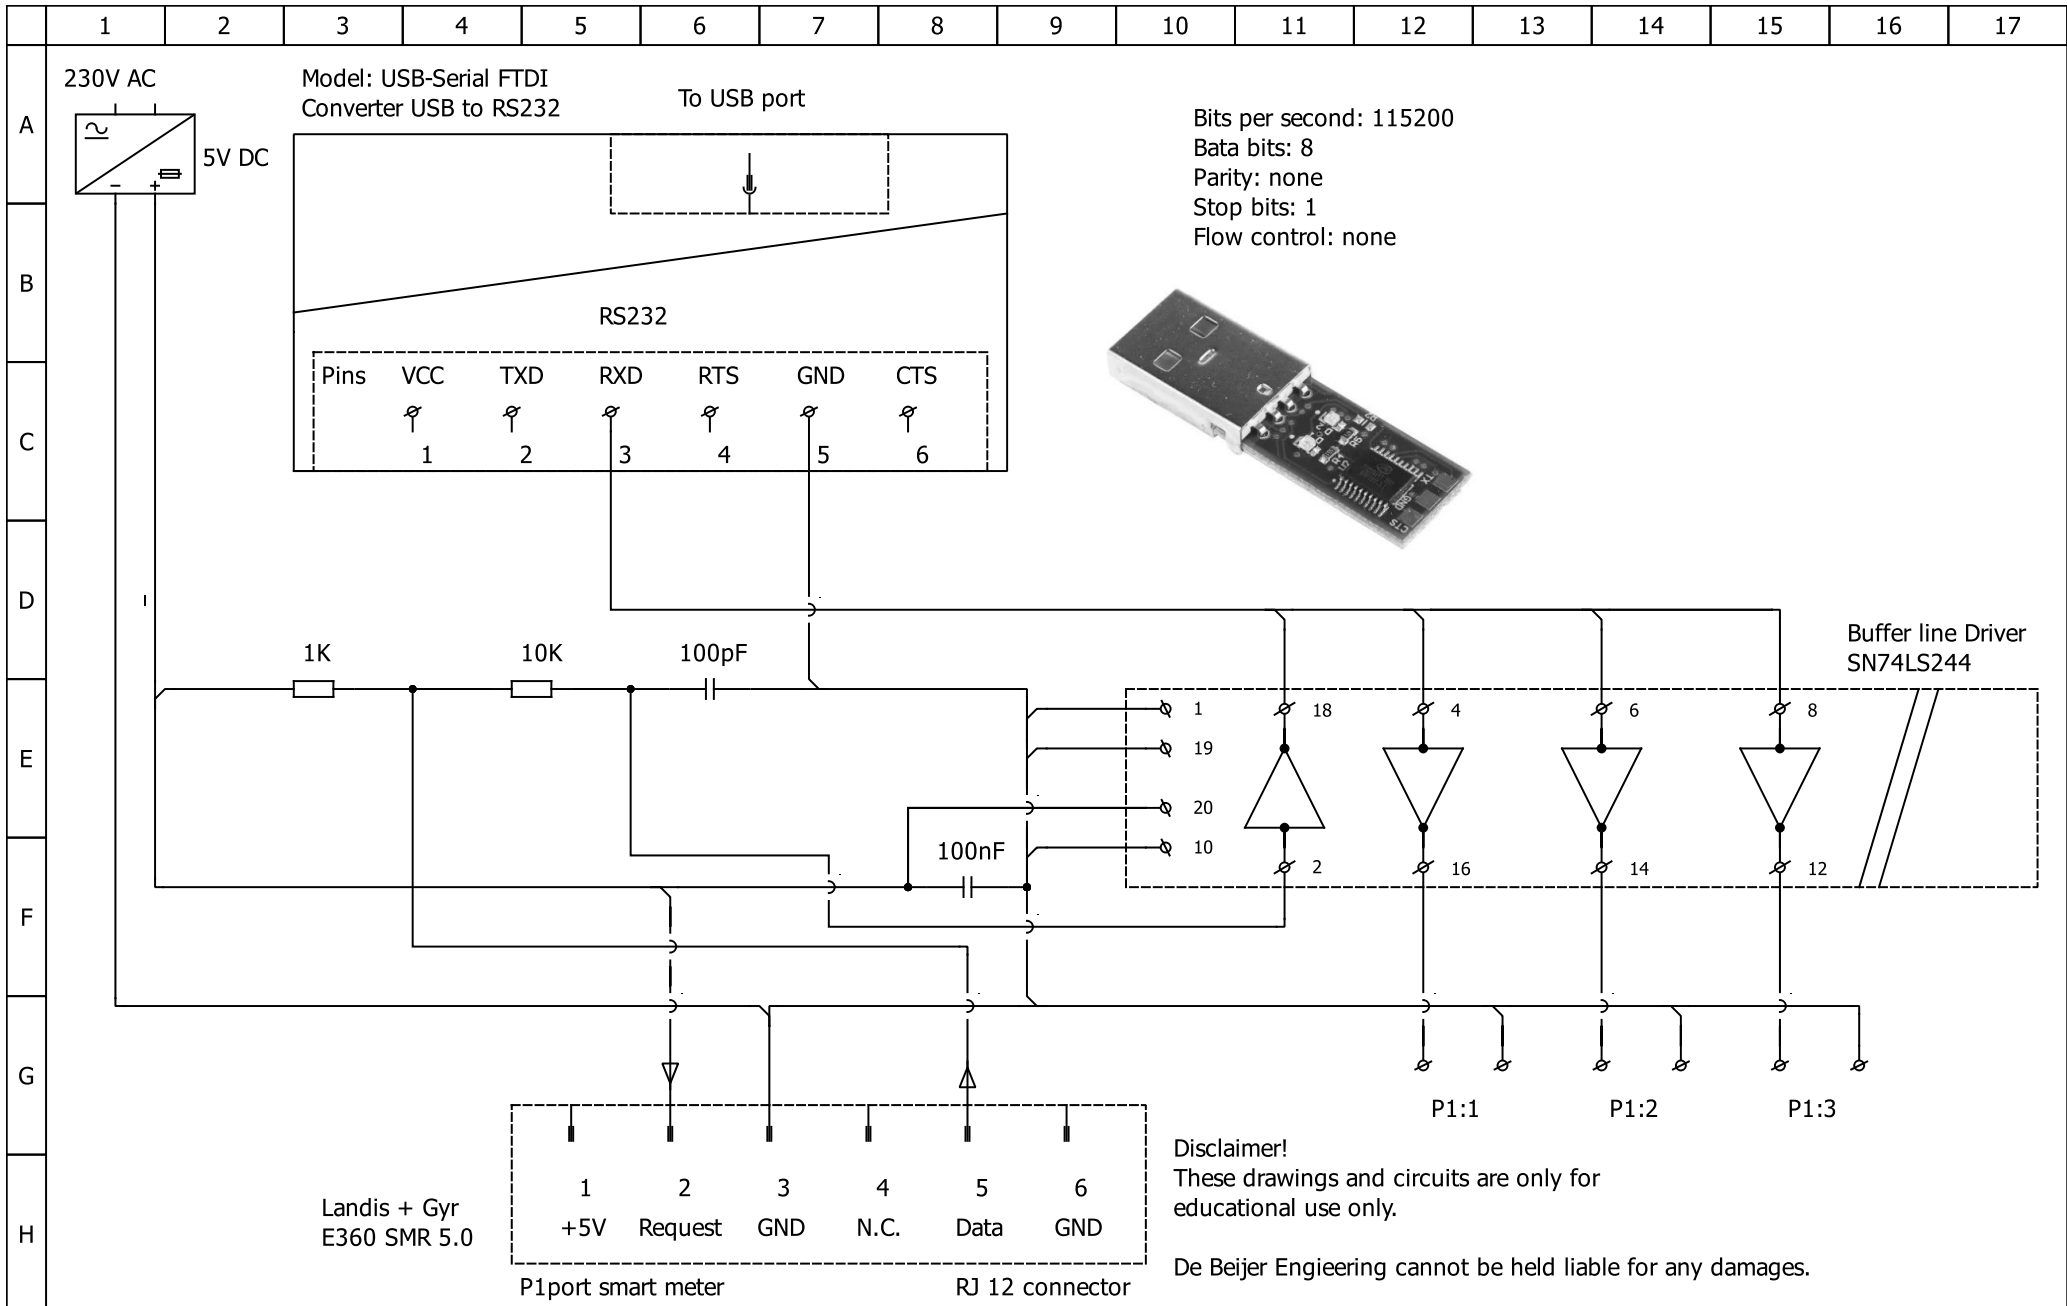 1 2 3 4 5 6 7 8 9 10 11 12 13 14 15 16 17
A
B
C
D
E
F
G
H
230V AC
5V DC
Model: USB-Serial FTDI
Converter USB to RS232
To USB port
RS232
Pins VCC TXD RXD RTS GND CTS
1 2 3 4 5 6
Bits per second: 115200
Bata bits: 8
Parity: none
Stop bits: 1
Flow control: none
TX
GND
CTS
Buffer line Driver
SN74LS244
1K 10K 100pF
1 18 4 6 8
19
20
10 2 16 14 12
100nF
P1:1 P1:2 P1:3
1 2 3 4 5 6
+5V Request GND N.C. Data GND
Landis + Gyr
E360 SMR 5.0
P1port smart meter RJ 12 connector
Disclaimer!
These drawings and circuits are only for
educational use only.
De Beijer Engieering cannot be held liable for any damages.